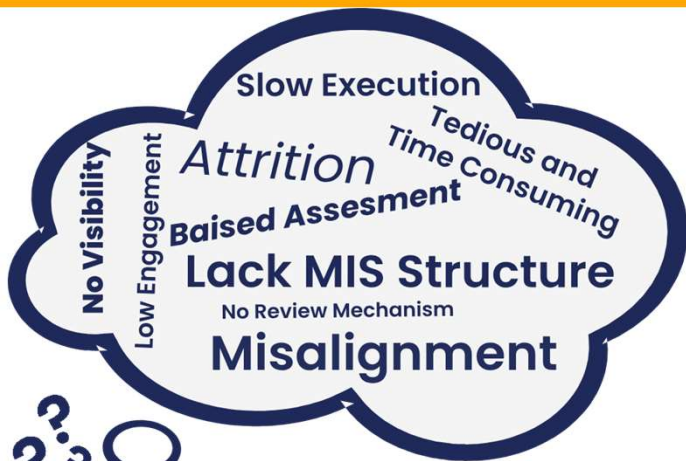 Slow Execution
Tedious and
Time Consuming
Attrition
No Visibility
Low Engagement
Baised Assesment
Lack MIS Structure
No Review Mechanism
Misalignment
???